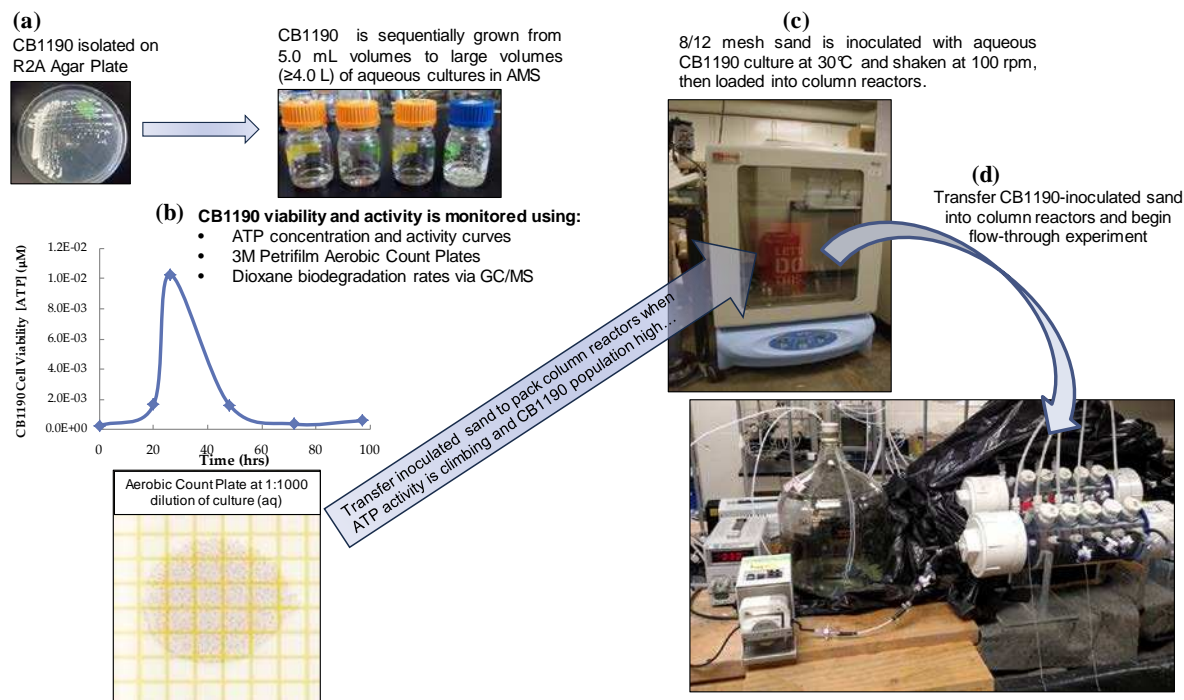 (a)
CB1190 isolated on
R2A Agar Plate
CB1190 is sequentially grown from
5.0 mL volumes to large volumes
(≥4.0 L) of aqueous cultures in AMS
(b)
CB1190 viability and activity is monitored using:
• ATP concentration and activity curves
• 3M Petrifilm Aerobic Count Plates
• Dioxane biodegradation rates via GC/MS
CB1190 Cell Viability [ATP] (µM)
1.2E-02
1.0E-02
8.0E-03
6.0E-03
4.0E-03
2.0E-03
0.0E+00
0 20 40 60 80 100
Time (hrs)
Aerobic Count Plate at 1:1000
dilution of culture (aq)
Transfer inoculated sand to pack column reactors when
ATP activity is climbing and CB1190 population high…
(c)
8/12 mesh sand is inoculated with aqueous
CB1190 culture at 30°C and shaken at 100 rpm,
then loaded into column reactors.
LET'S
DO
THIS
(d)
Transfer CB1190-inoculated sand
into column reactors and begin
flow-through experiment